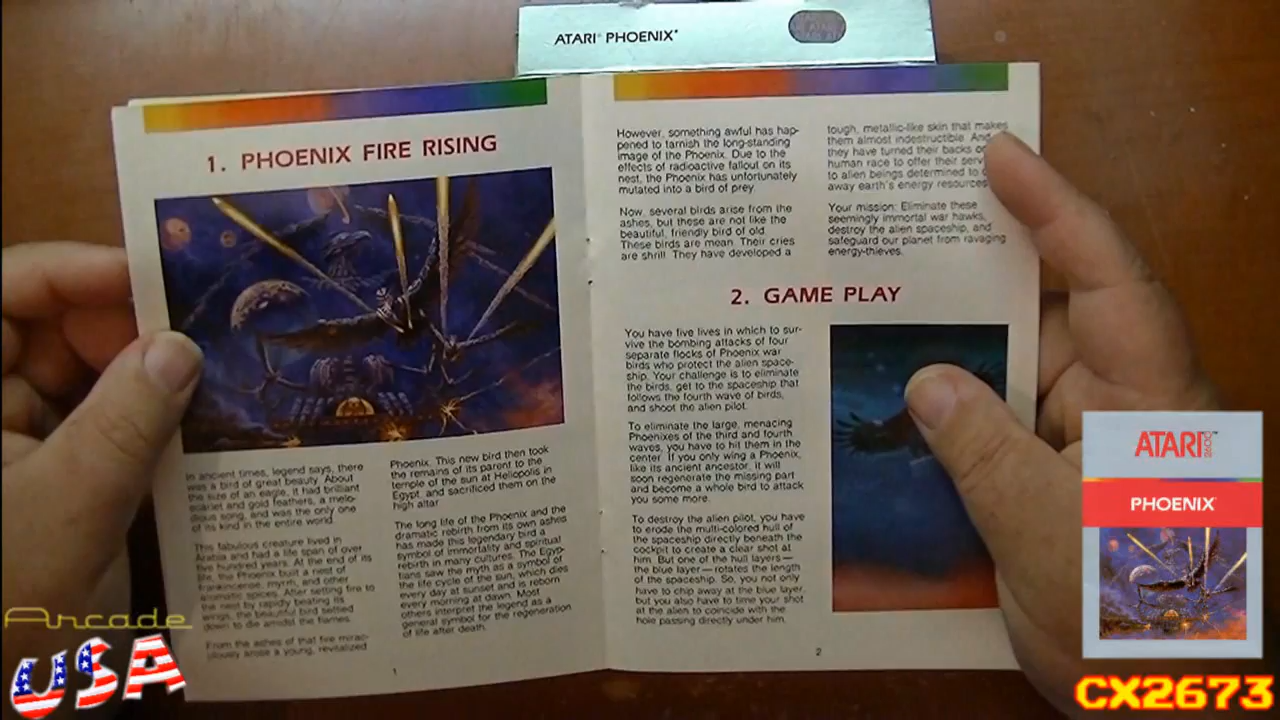 ATARI® PHOENIX™
1. PHOENIX FIRE RISING
In ancient times, legend says, there
was a bird of great beauty. About
the size of an eagle, it had brilliant
scarlet and gold feathers, a melo-
dious song, and was the only one
of its kind in the entire world.
This fabulous creature lived in
Arabia and had a life span of over
five hundred years. At the end of its
life, the Phoenix built a nest of
frankincense, myrrh, and other
aromatic spices. After setting fire to
the nest by rapidly beating its
wings, the beautiful bird settled
down to die amidst the flames.
From the ashes of that fire mirac-
ulously arose a young, revitalized
Phoenix. This new bird then took
the remains of its parent to the
temple of the sun at Heliopolis in
Egypt, and sacrificed them on the
high altar.
The long life of the Phoenix and the
dramatic rebirth from its own ashes
has made this legendary bird a
symbol of immortality and spiritual
rebirth in many cultures. The Egyp-
tians saw the myth as a symbol of
the life cycle of the sun, which dies
every day at sunset and is reborn
every morning at dawn. Most
others interpret the legend as a
general symbol for the regeneration
of life after death.
1
However, something awful has hap-
pened to tarnish the long-standing
image of the Phoenix. Due to the
effects of radioactive fallout on its
nest, the Phoenix has unfortunately
mutated into a bird of prey.
Now, several birds arise from the
ashes, but these are not like the
beautiful, friendly bird of old.
These birds are mean. Their cries
are shrill. They have developed a
tough, metallic-like skin that makes
them almost indestructible. And
they have turned their backs on
human race to offer their
to alien beings determined to
away earth's energy resources
Your mission: Eliminate these
seemingly immortal war hawks,
destroy the alien spaceship, and
safeguard our planet from ravaging
energy-thieves.
2. GAME PLAY
You have five lives in which to sur-
vive the bombing attacks of four
separate flocks of Phoenix war
birds who protect the alien space-
ship. Your challenge is to eliminate
the birds, get to the spaceship that
follows the fourth wave of birds,
and shoot the alien pilot.
To eliminate the large, menacing
Phoenixes of the third and fourth
waves, you have to hit them in the
center. If you only wing a Phoenix,
like its ancient ancestor, it will
soon regenerate the missing part
and become a whole bird to attack
you some more.
To destroy the alien pilot, you have
to erode the multi-colored hull of
the spaceship directly beneath the
cockpit to create a clear shot at
him. But one of the hull layers—
the blue layer—rotates the length
of the spaceship. So, you not only
have to chip away at the blue layer,
but you also have to time your shot
at the alien to coincide with the
hole passing directly under him.
2
ATARI 2600™
PHOENIX
CX2673
Arcade
USA